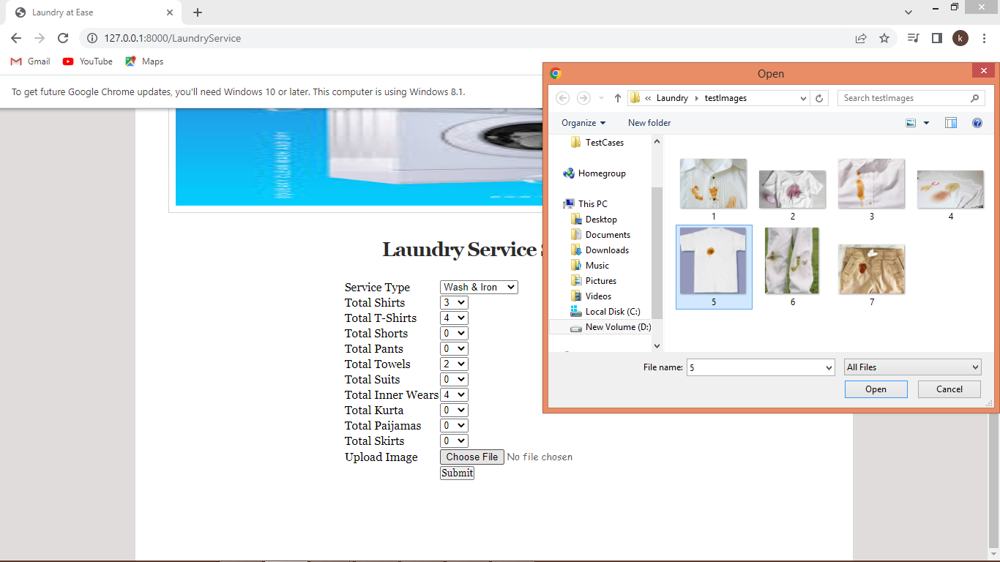 Laundry at Ease
127.0.0.1:8000/LaundryService
k
Gmail YouTube Maps
To get future Google Chrome updates, you'll need Windows 10 or later. This computer is using Windows 8.1.
Laundry Service
Service Type Wash & Iron
Total Shirts 3
Total T-Shirts 4
Total Shorts 0
Total Pants 0
Total Towels 2
Total Suits 0
Total Inner Wears 4
Total Kurta 0
Total Paijamas 0
Total Skirts 0
Upload Image Choose File No file chosen
Submit
Open
« Laundry testImages Search testImages
Organize New folder
TestCases
Homegroup
This PC
Desktop
Documents
Downloads
Music
Pictures
Videos
Local Disk (C:)
New Volume (D:)
1 2 3 4
5 6 7
File name: 5 All Files
Open Cancel